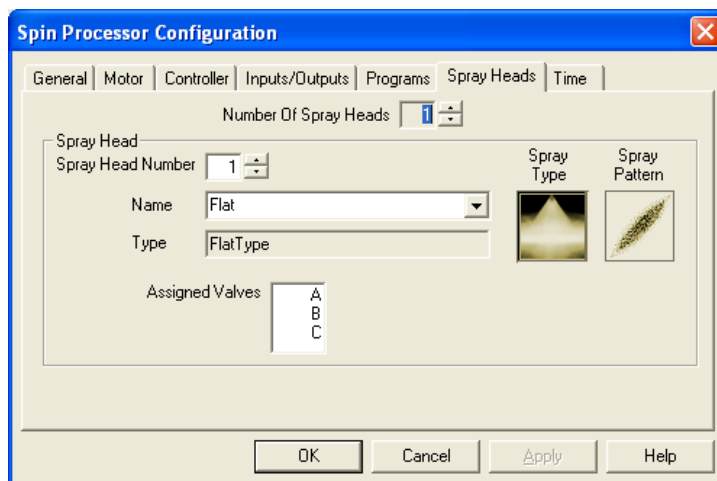 Spin Processor Configuration
General Motor Controller Inputs/Outputs Programs Spray Heads Time
Number Of Spray Heads 1
Spray Head
Spray Head Number 1
Spray Type
Spray Pattern
Name Flat
Type FlatType
Assigned Valves A
B
C
OK Cancel Apply Help